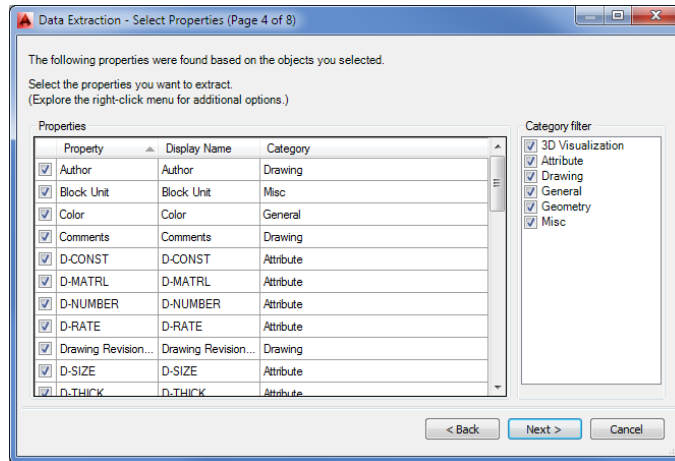 Data Extraction - Select Properties (Page 4 of 8)
The following properties were found based on the objects you selected.
Select the properties you want to extract.
(Explore the right-click menu for additional options.)
Properties
Property Display Name Category
Author Author Drawing
Block Unit Block Unit Misc
Color Color General
Comments Comments Drawing
D-CONST D-CONST Attribute
D-MATRL D-MATRL Attribute
D-NUMBER D-NUMBER Attribute
D-RATE D-RATE Attribute
Drawing Revision... Drawing Revision... Drawing
D-SIZE D-SIZE Attribute
D-THICK D-THICK Attribute
Category filter
3D Visualization
Attribute
Drawing
General
Geometry
Misc
< Back Next > Cancel